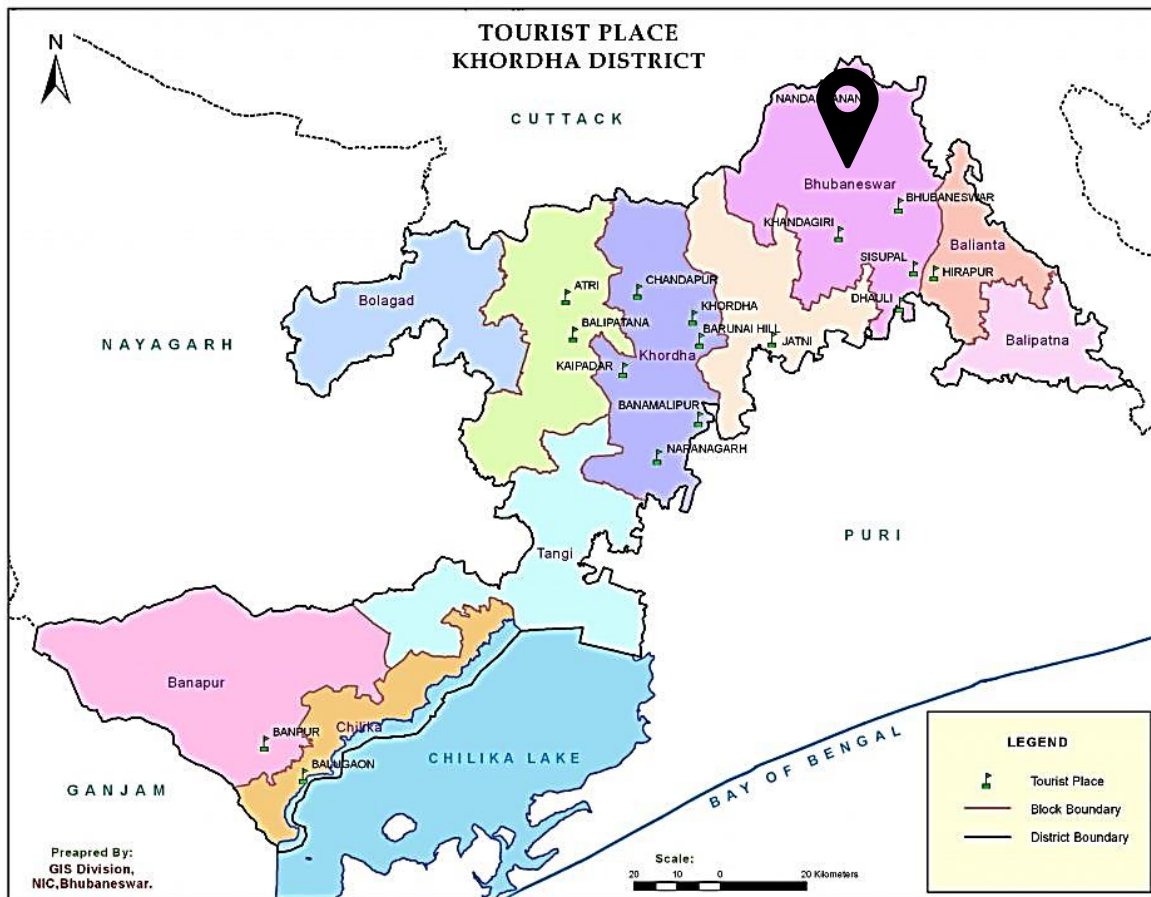 TOURIST PLACE
KHORDHA DISTRICT
N
CUTTACK
Bhubaneswar
BHUBANESWAR
KHANDAGIRI
Balianta
SISUPAL
HIRAPUR
DHAULI
Balipatna
Bolagad
ATRI
CHANDAPUR
KHORDHA
BALIPATANA
BARUNAI HILL
JATNI
NAYAGARH
Khordha
KAIPADAR
BANAMALIPUR
NARANAGARH
PURI
Tangi
Banapur
BANPUR
Chilika
BALUGAON
CHILIKA LAKE
BAY OF BENGAL
GANJAM
LEGEND
Tourist Place
Block Boundary
District Boundary
Preapred By:
GIS Division,
NIC,Bhubaneswar.
Scale:
20 10 0 20 Kilometers